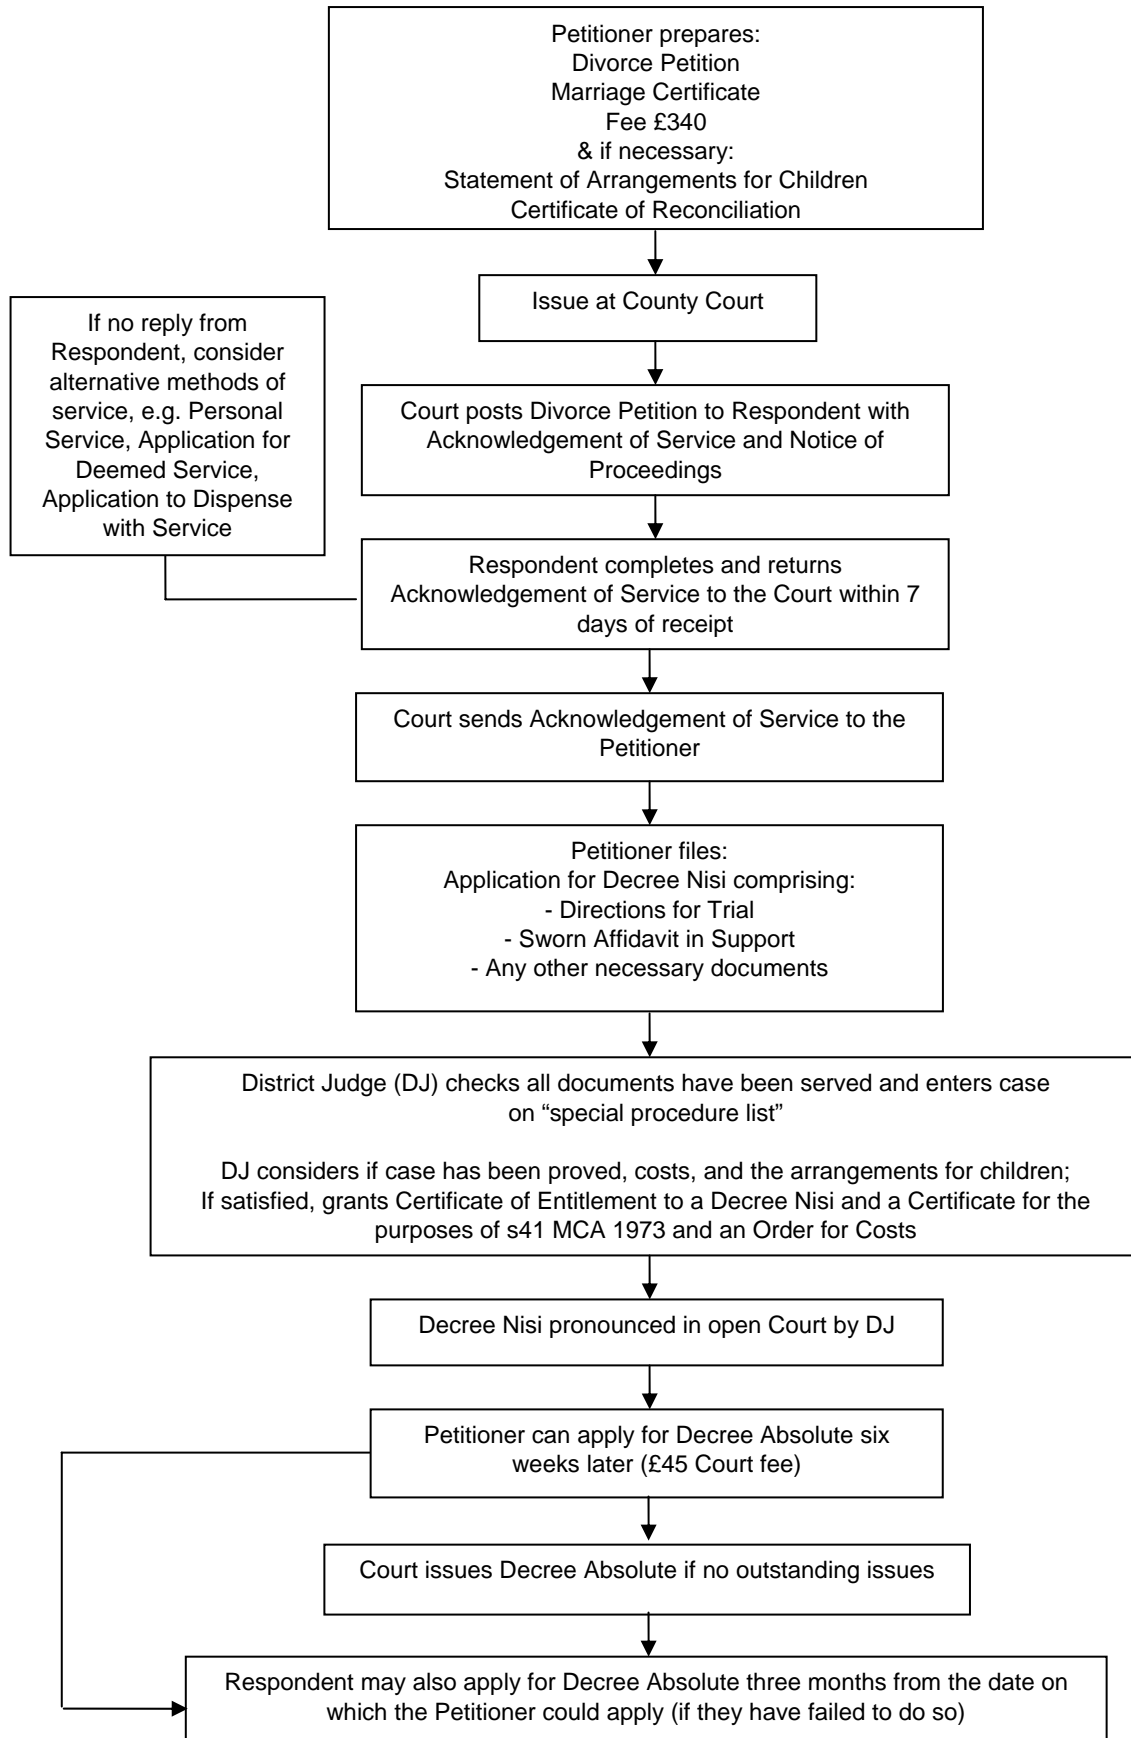 Petitioner prepares:
Divorce Petition
Marriage Certificate
Fee £340
& if necessary:
Statement of Arrangements for Children
Certificate of Reconciliation
Issue at County Court
If no reply from
Respondent, consider
alternative methods of
service, e.g. Personal
Service, Application for
Deemed Service,
Application to Dispense
with Service
Court posts Divorce Petition to Respondent with
Acknowledgement of Service and Notice of
Proceedings
Respondent completes and returns
Acknowledgement of Service to the Court within 7
days of receipt
Court sends Acknowledgement of Service to the
Petitioner
Petitioner files:
Application for Decree Nisi comprising:
- Directions for Trial
- Sworn Affidavit in Support
- Any other necessary documents
District Judge (DJ) checks all documents have been served and enters case
on “special procedure list”
DJ considers if case has been proved, costs, and the arrangements for children;
If satisfied, grants Certificate of Entitlement to a Decree Nisi and a Certificate for the
purposes of s41 MCA 1973 and an Order for Costs
Decree Nisi pronounced in open Court by DJ
Petitioner can apply for Decree Absolute six
weeks later (£45 Court fee)
Court issues Decree Absolute if no outstanding issues
Respondent may also apply for Decree Absolute three months from the date on
which the Petitioner could apply (if they have failed to do so)